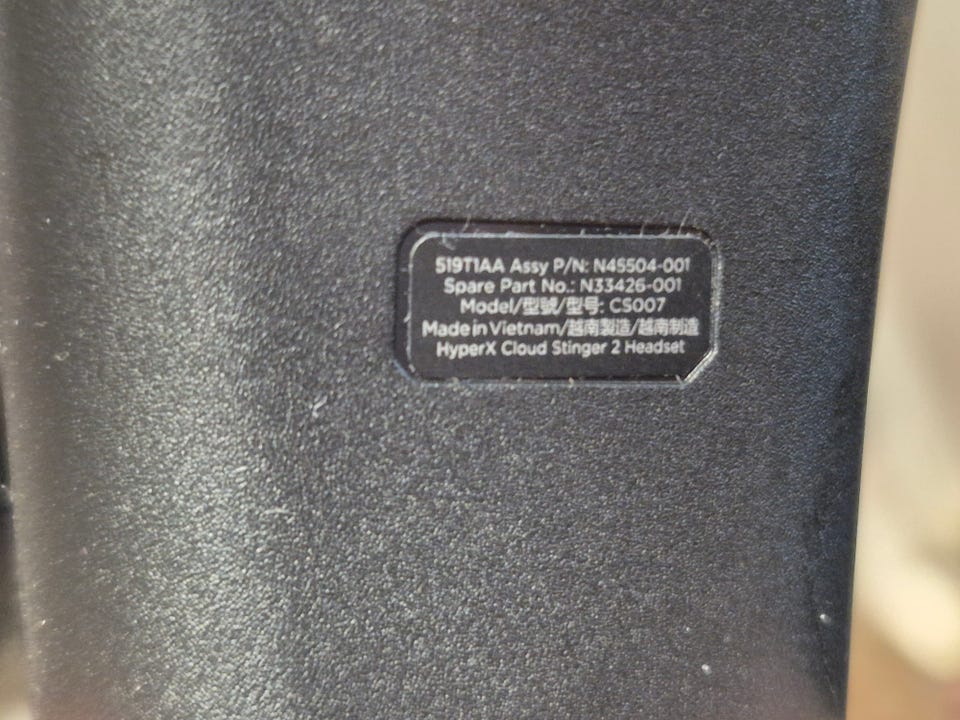 519T1AA Assy P/N: N45504-001
Spare Part No.: N33426-001
Model/型號/型号: CS007
Made in Vietnam/越南製造/越南制造
HyperX Cloud Stinger 2 Headset